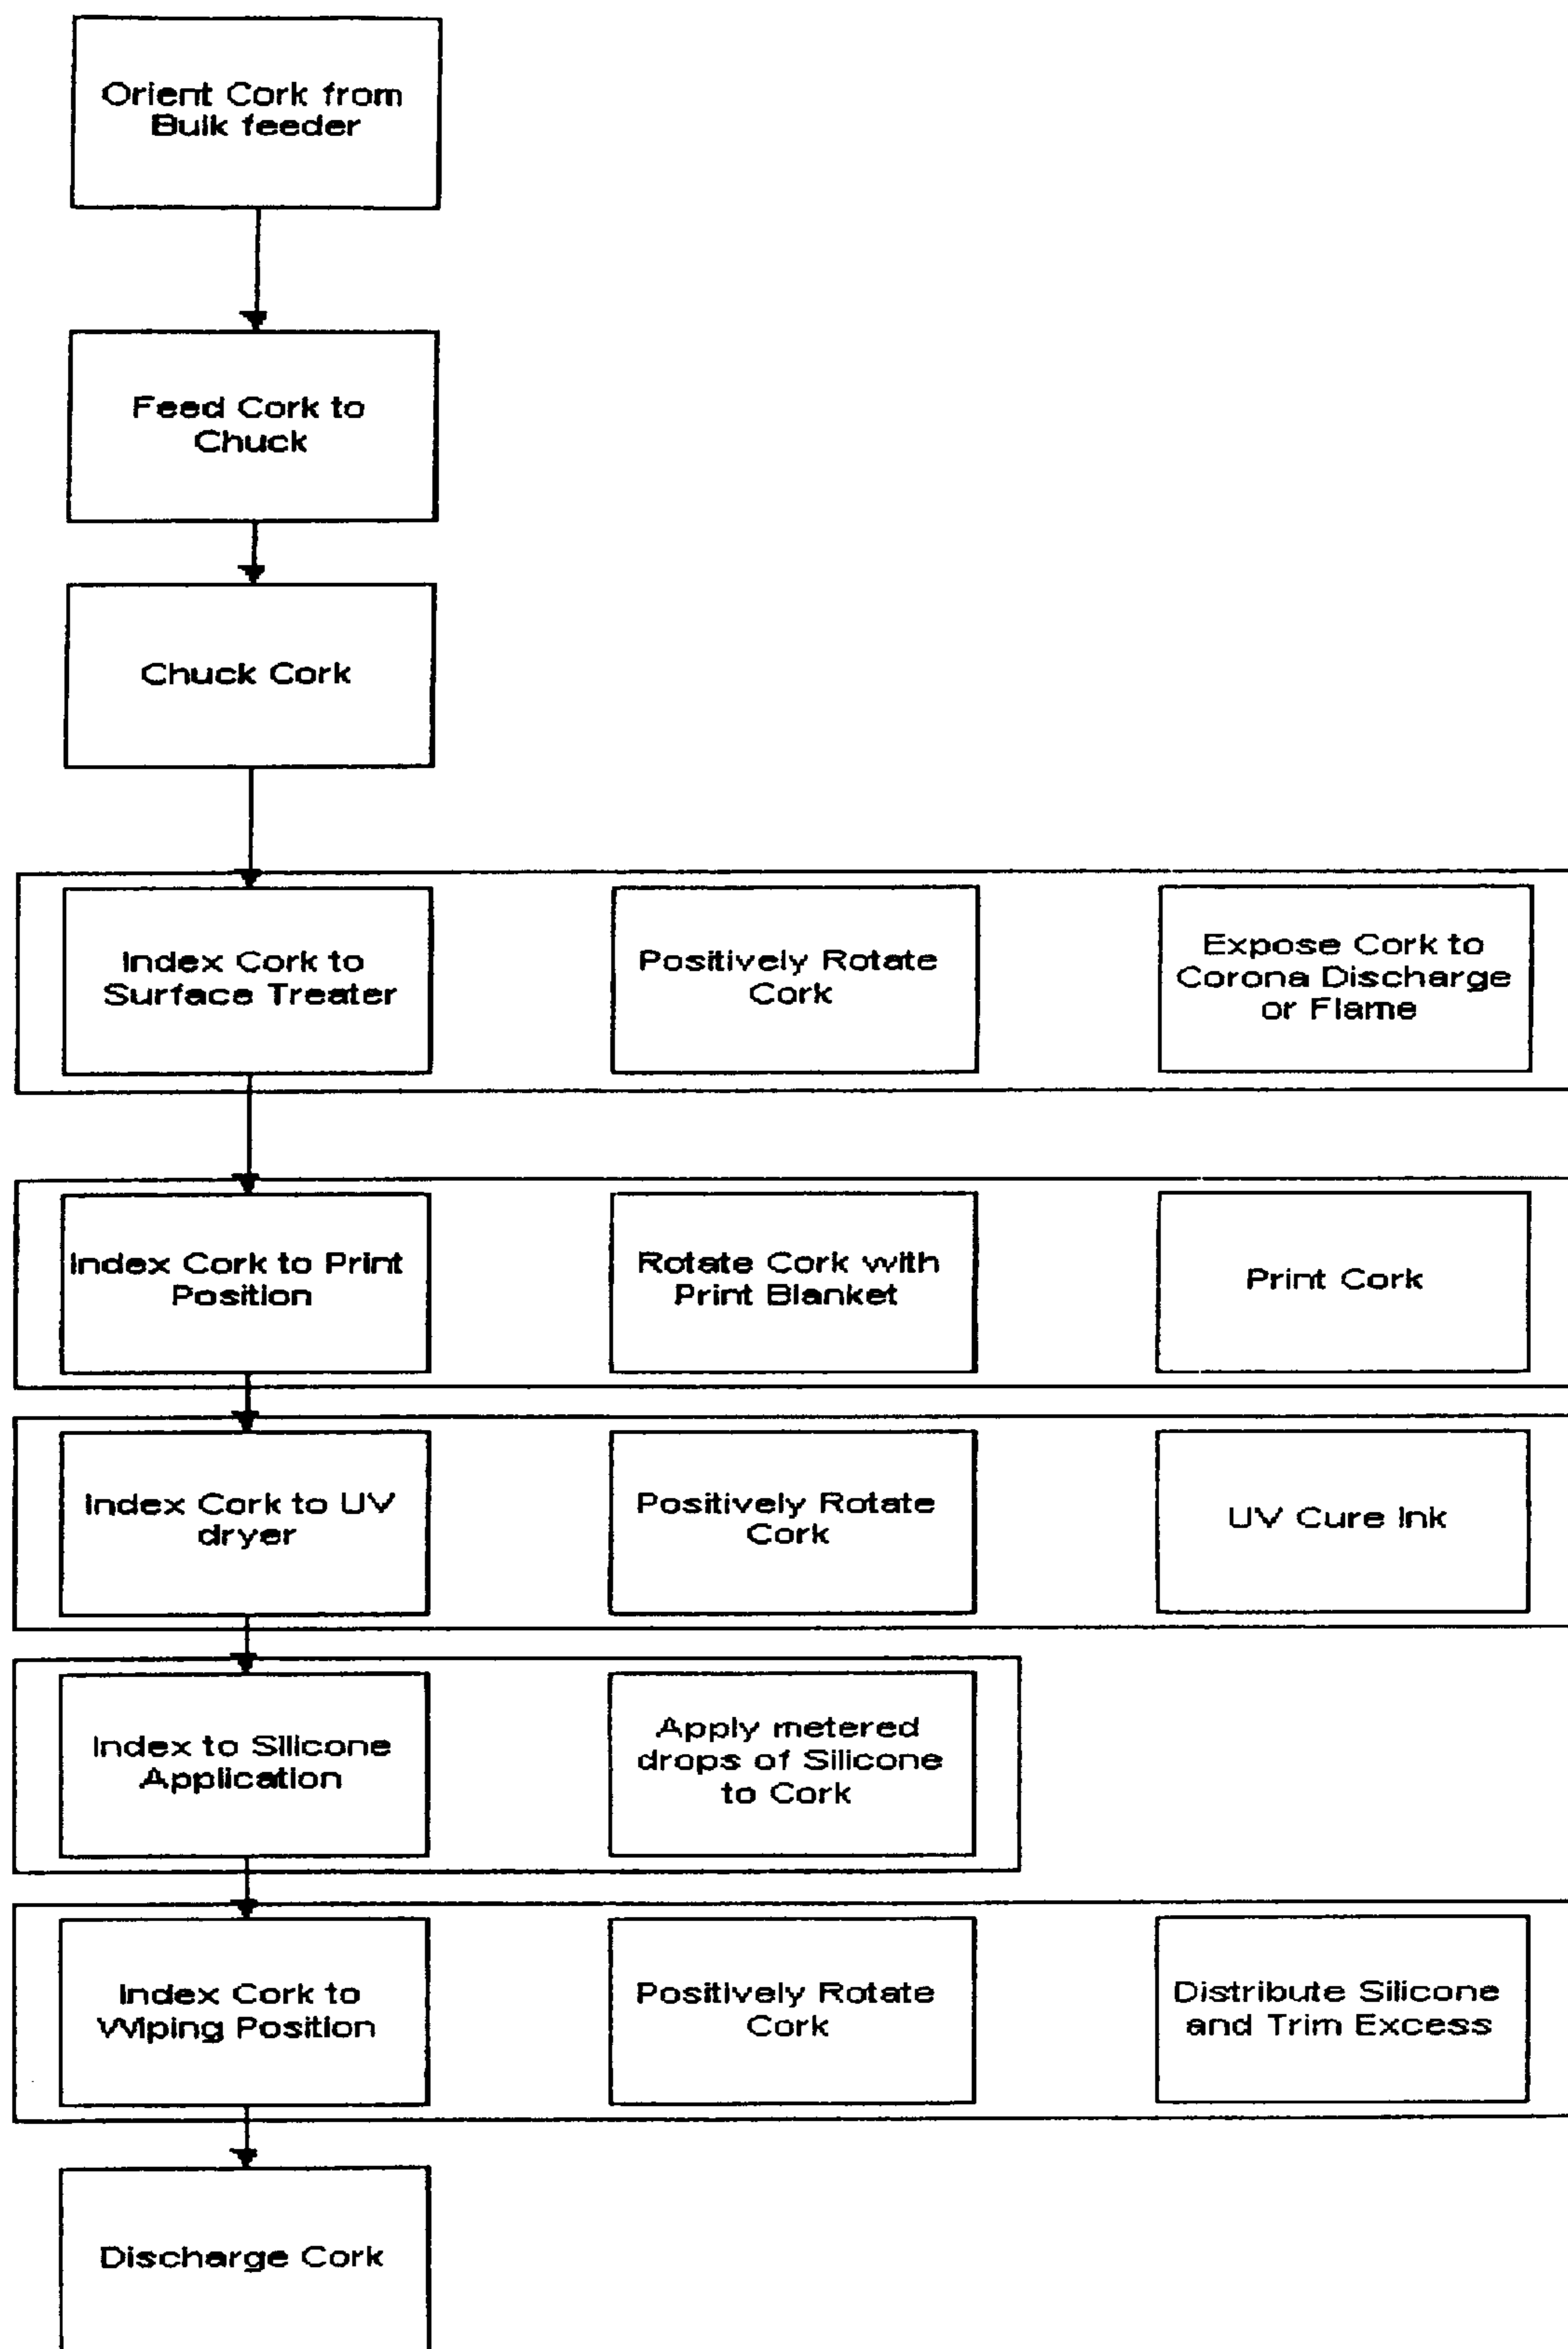 Orient Cork from
Bulk feeder
Feed Cork to
Chuck
Chuck Cork
Index Cork to
Surface Treater
Positively Rotate
Cork
Expose Cork to
Corona Discharge
or Flame
Index Cork to Print
Position
Rotate Cork with
Print Blanket
Print Cork
Index Cork to UV
dryer
Positively Rotate
Cork
UV Cure Ink
Index to Silicone
Application
Apply metered
drops of Silicone
to Cork
Index Cork to
Wiping Position
Positively Rotate
Cork
Distribute Silicone
and Trim Excess
Discharge Cork